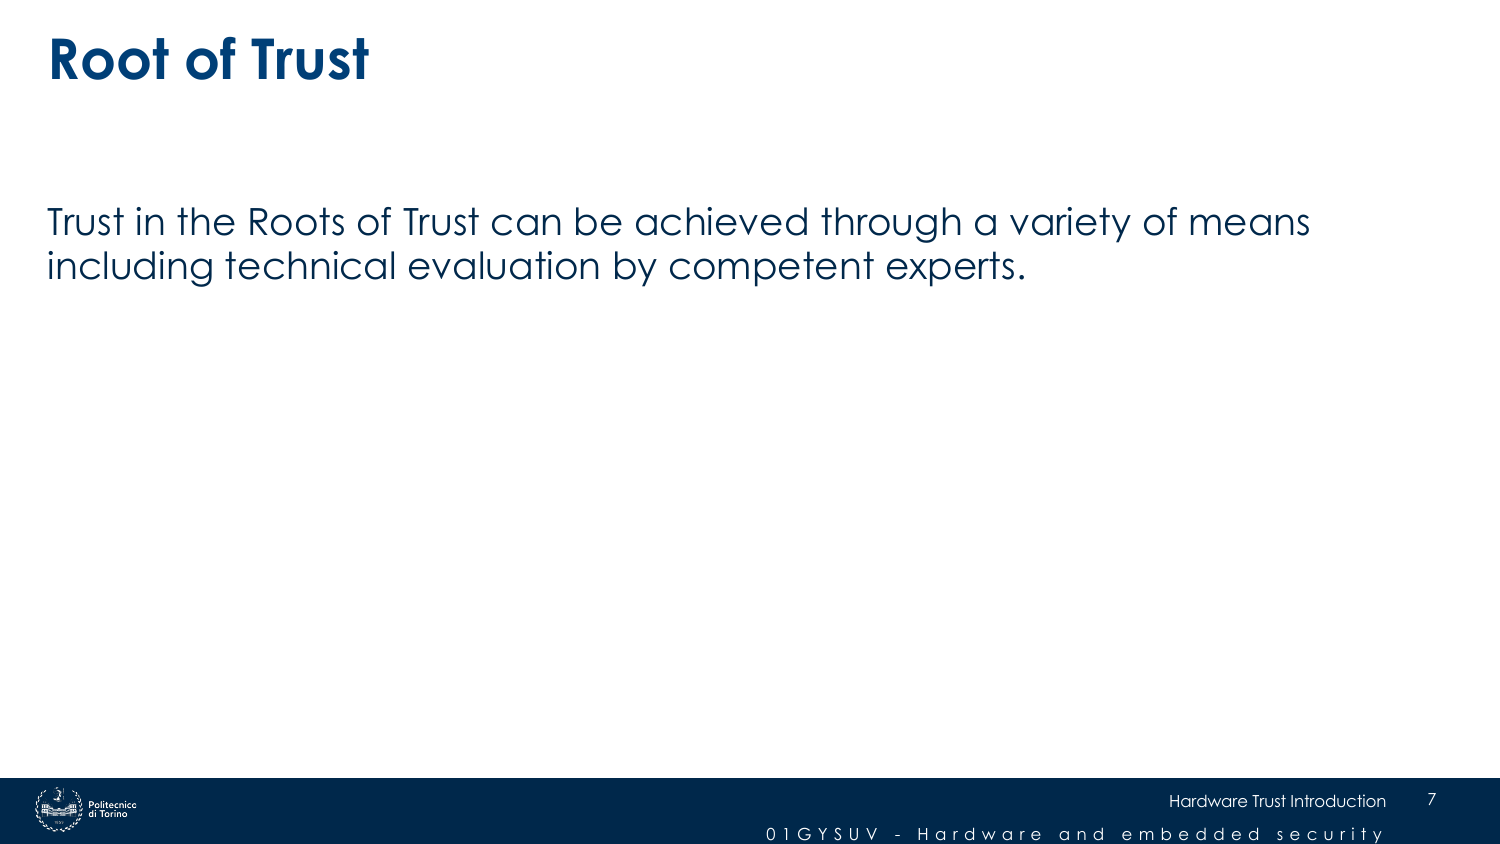 Root of Trust
Trust in the Roots of Trust can be achieved through a variety of means
including technical evaluation by competent experts.
Politecnico
di Torino
Hardware Trust Introduction
7
01GYSUV - Hardware and embedded security